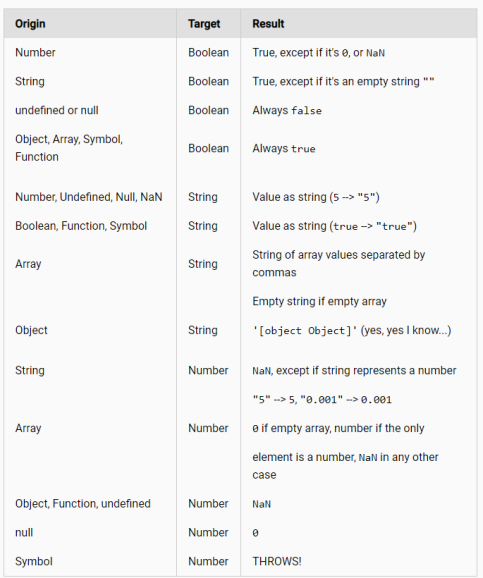 Origin Target Result
Number Boolean True, except if it's 0, or NaN
String Boolean True, except if it's an empty string ""
undefined or null Boolean Always false
Object, Array, Symbol,
Function Boolean Always true
Number, Undefined, Null, NaN String Value as string (5 –> "5")
Boolean, Function, Symbol String Value as string (true –> "true")
Array String String of array values separated by
commas
Empty string if empty array
Object String '[object Object]' (yes, yes I know...)
String Number NaN, except if string represents a number
"5" –> 5, "0.001" –> 0.001
Array Number 0 if empty array, number if the only
element is a number, NaN in any other
case
Object, Function, undefined Number NaN
null Number 0
Symbol Number THROWS!